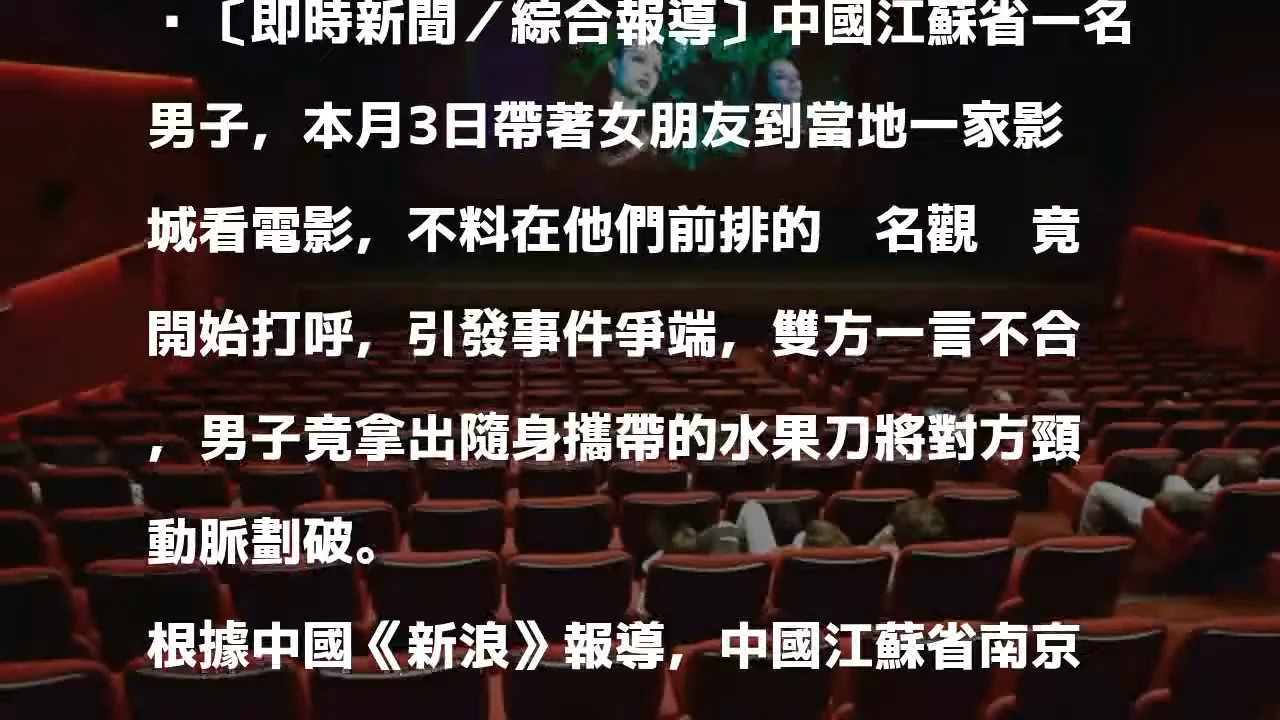 ·〔即時新聞／綜合報導〕中國江蘇省一名
男子，本月3日帶著女朋友到當地一家影
城看電影，不料在他們前排的　名觀　竟
開始打呼，引發事件爭端，雙方一言不合
，男子竟拿出隨身攜帶的水果刀將對方頸
動脈劃破。
根據中國《新浪》報導，中國江蘇省南京